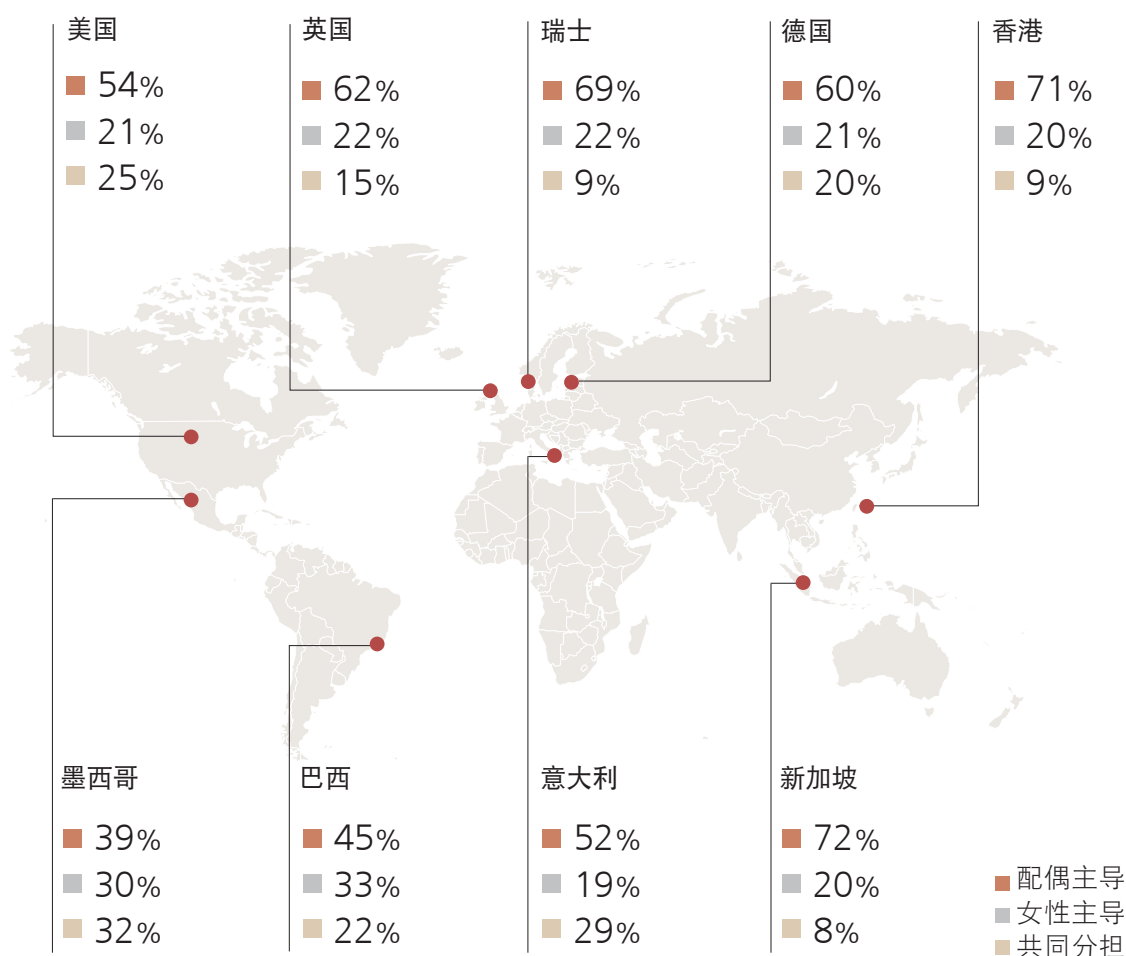 美国
54%
21%
25%
英国
62%
22%
15%
瑞士
69%
22%
9%
德国
60%
21%
20%
香港
71%
20%
9%
墨西哥
39%
30%
32%
巴西
45%
33%
22%
意大利
52%
19%
29%
新加坡
72%
20%
8%
配偶主导
女性主导
共同分担